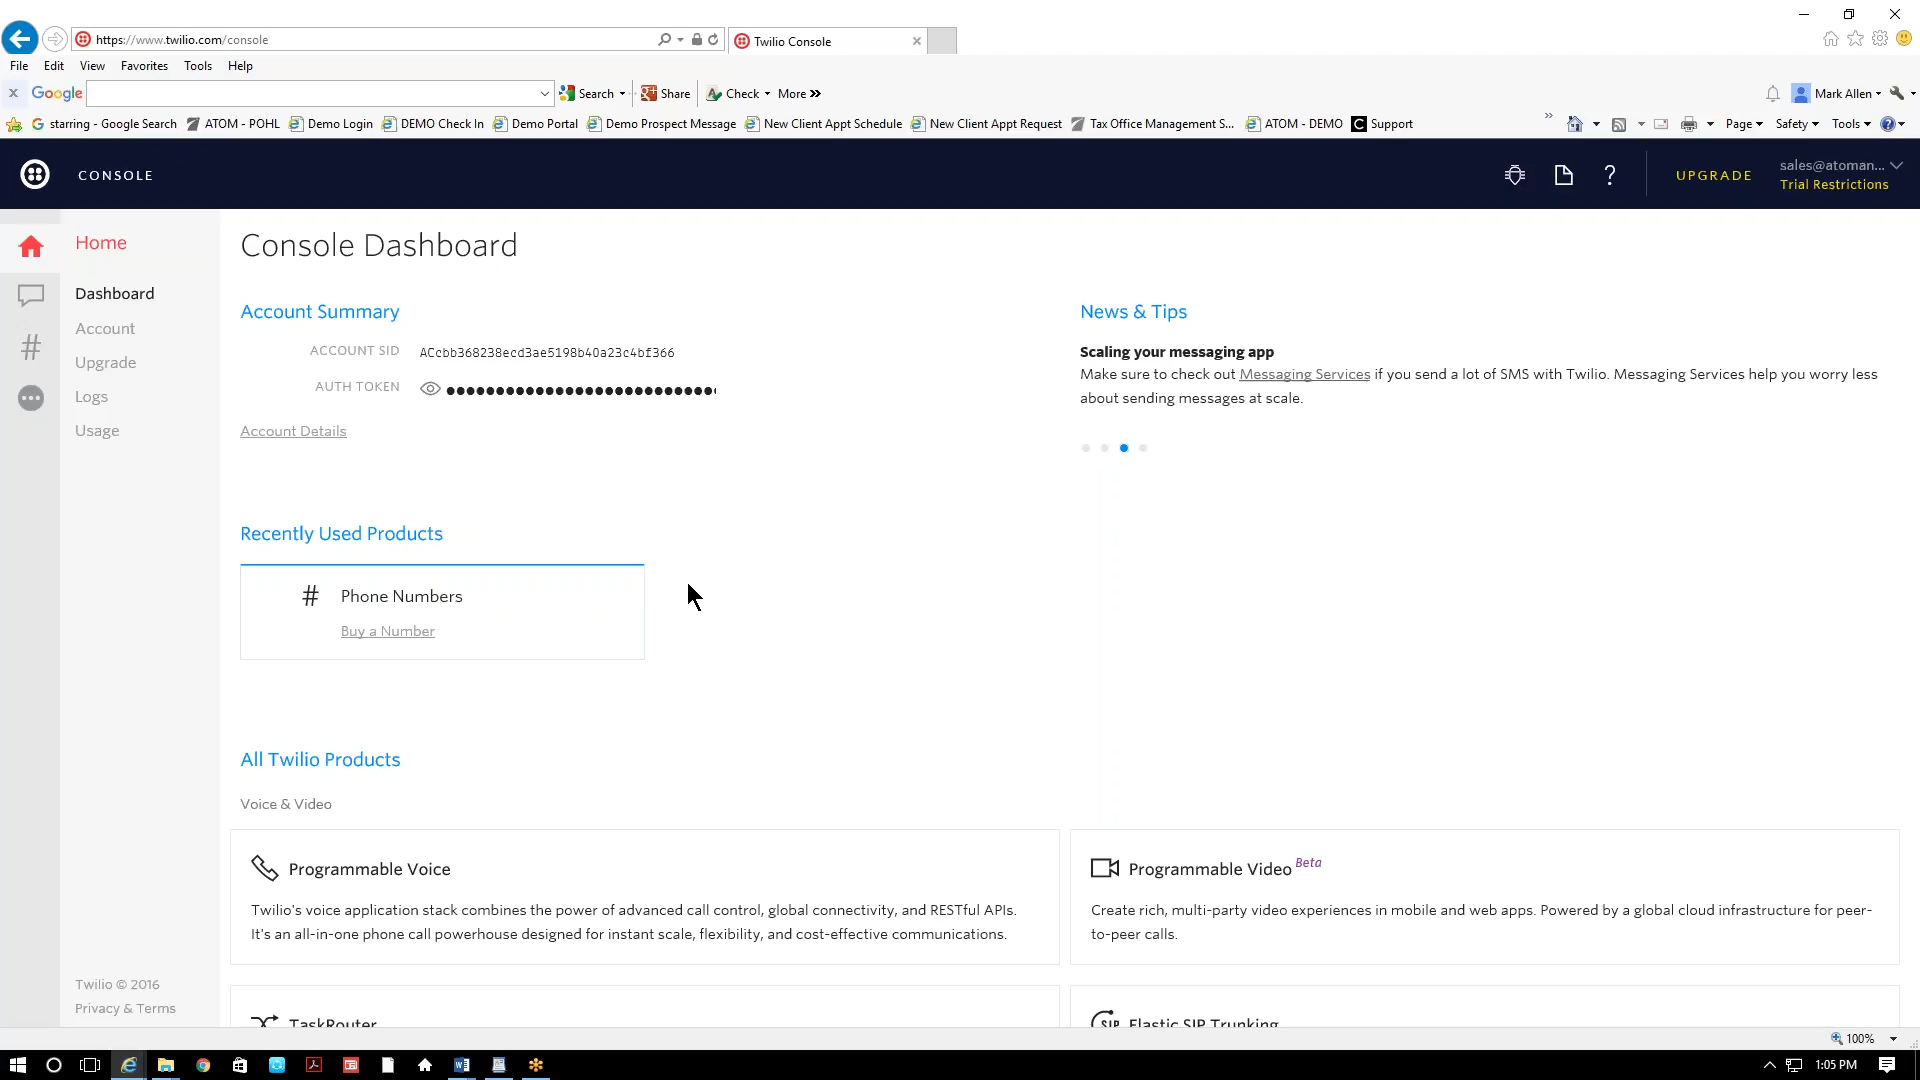 https://www.twilio.com/console
Twilio Console
File Edit View Favorites Tools Help
Google Search Share Check More
Mark Allen
starring - Google Search ATOM - POHL Demo Login DEMO Check In Demo Portal Demo Prospect Message New Client Appt Schedule New Client Appt Request Tax Office Management S... ATOM - DEMO Support
Page Safety Tools
CONSOLE
UPGRADE
sales@atoman...
Trial Restrictions
Home
Dashboard
Account
Upgrade
Logs
Usage
Twilio © 2016
Privacy & Terms
Console Dashboard
Account Summary
ACCOUNT SID ACcbb368238ecd3ae5198b40a23c4bf366
AUTH TOKEN
Account Details
News & Tips
Scaling your messaging app
Make sure to check out Messaging Services if you send a lot of SMS with Twilio. Messaging Services help you worry less
about sending messages at scale.
Recently Used Products
# Phone Numbers
Buy a Number
All Twilio Products
Voice & Video
Programmable Voice
Twilio's voice application stack combines the power of advanced call control, global connectivity, and RESTful APIs.
It's an all-in-one phone call powerhouse designed for instant scale, flexibility, and cost-effective communications.
Programmable Video Beta
Create rich, multi-party video experiences in mobile and web apps. Powered by a global cloud infrastructure for peer-
to-peer calls.
TaskRouter
SIP Elastic SIP Trunking
100%
1:05 PM